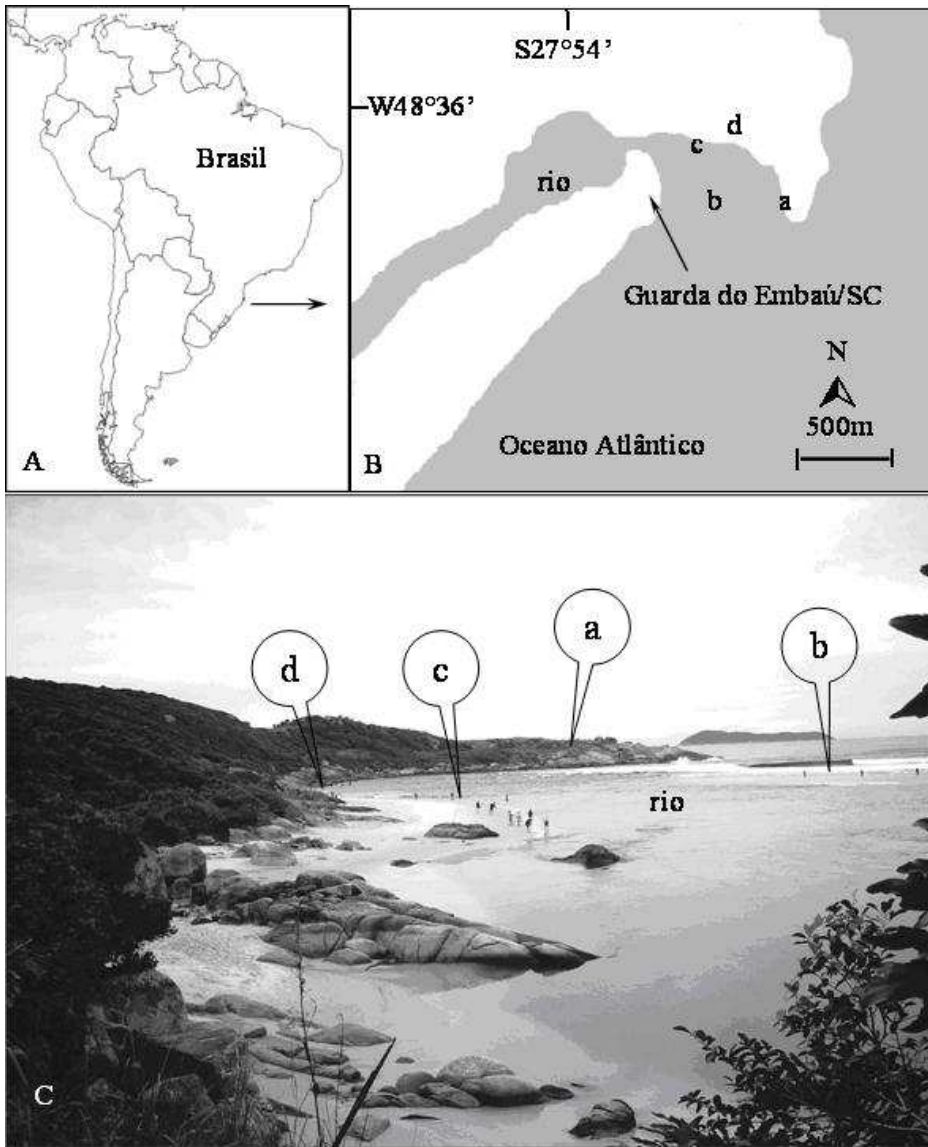 Brasil
A
S27°54'
W48°36'
d
c
rio
b
a
Guarda do Embaú/SC
N
500m
Oceano Atlântico
B
a
b
d
c
rio
C